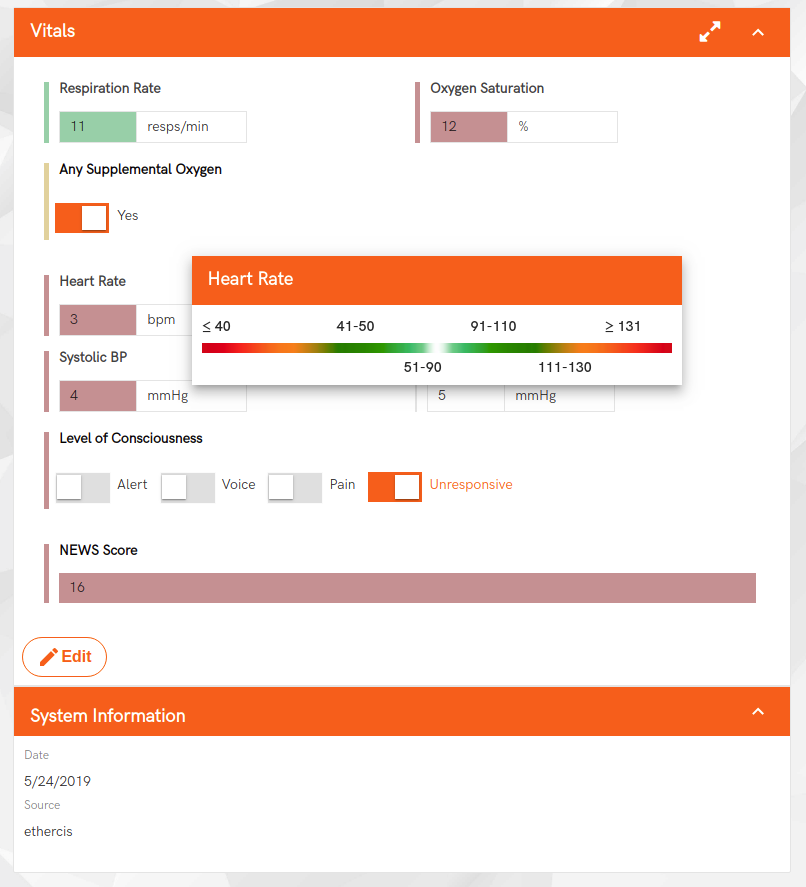 Vitals
Respiration Rate
11 resps/min
Oxygen Saturation
12 %
Any Supplemental Oxygen
Yes
Heart Rate
3 bpm
Heart Rate
≤ 40 41-50 91-110 ≥ 131
51-90 111-130
Systolic BP
4 mmHg
5 mmHg
Level of Consciousness
Alert Voice Pain Unresponsive
NEWS Score
16
Edit
System Information
Date
5/24/2019
Source
ethercis